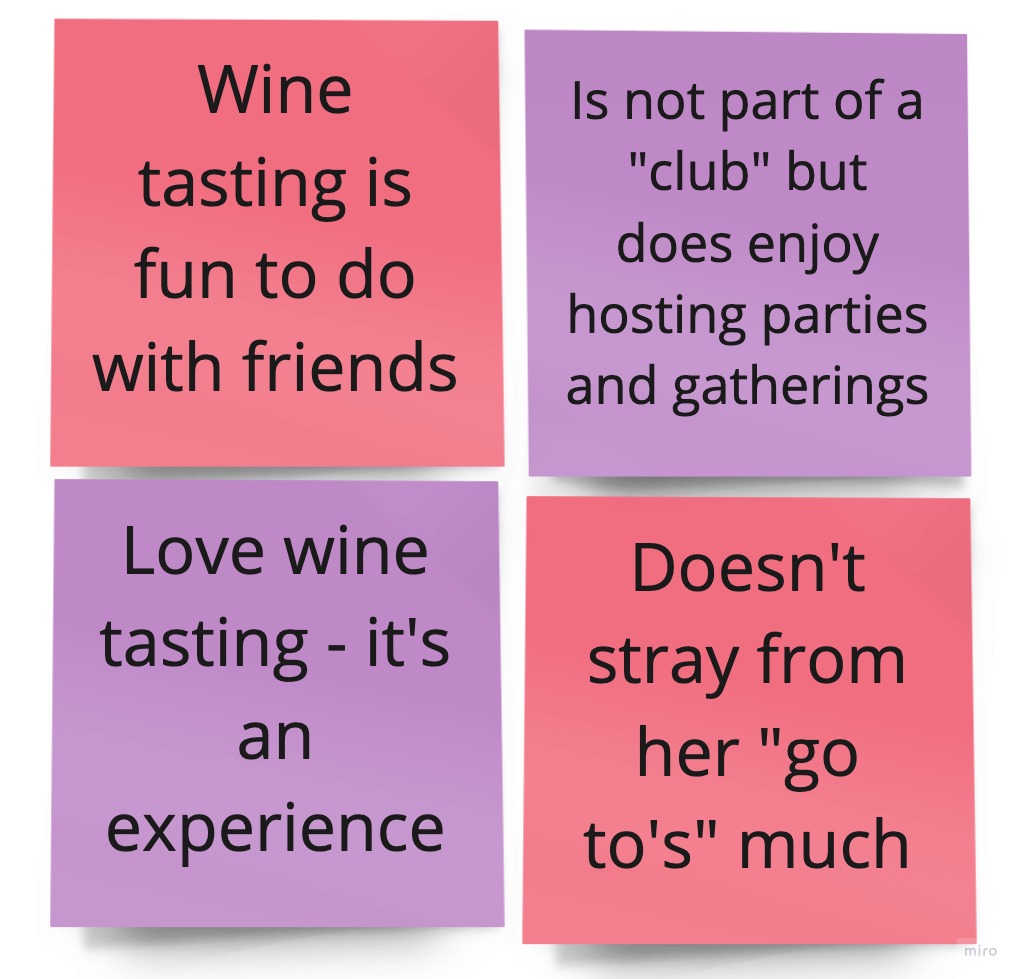 Wine
tasting is
fun to do
with friends
Is not part of a
"club" but
does enjoy
hosting parties
and gatherings
Love wine
tasting - it's
an
experience
Doesn't
stray from
her "go
to's" much
miro